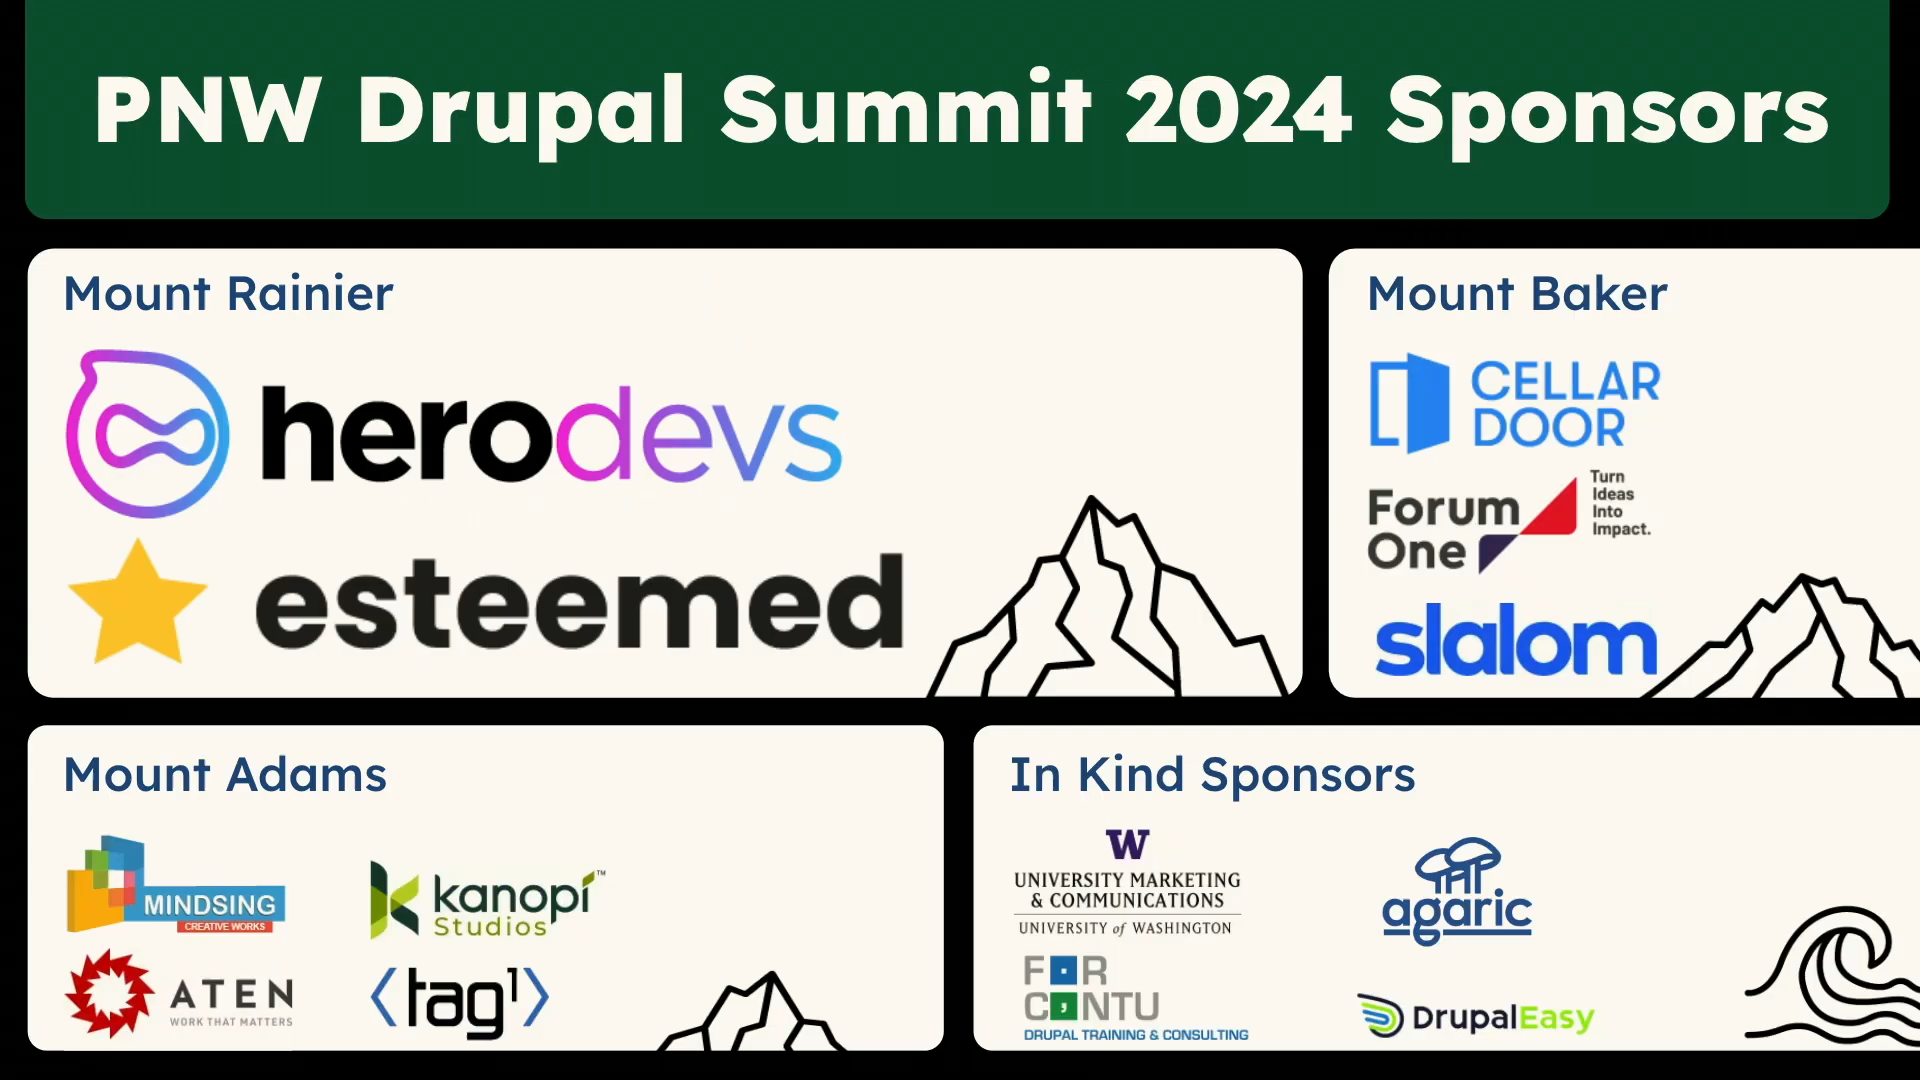 PNW Drupal Summit 2024 Sponsors
Mount Rainier
herodevs
esteemed
Mount Baker
CELLAR
DOOR
Forum
One
Turn
Ideas
Into
Impact.
slalom
Mount Adams
MINDSING
CREATIVE WORKS
kanopi™
Studios
ATEN
WORK THAT MATTERS
<tag1>
In Kind Sponsors
W
UNIVERSITY MARKETING
& COMMUNICATIONS
UNIVERSITY of WASHINGTON
agaric
FOR
CONTU
DRUPAL TRAINING & CONSULTING
DrupalEasy